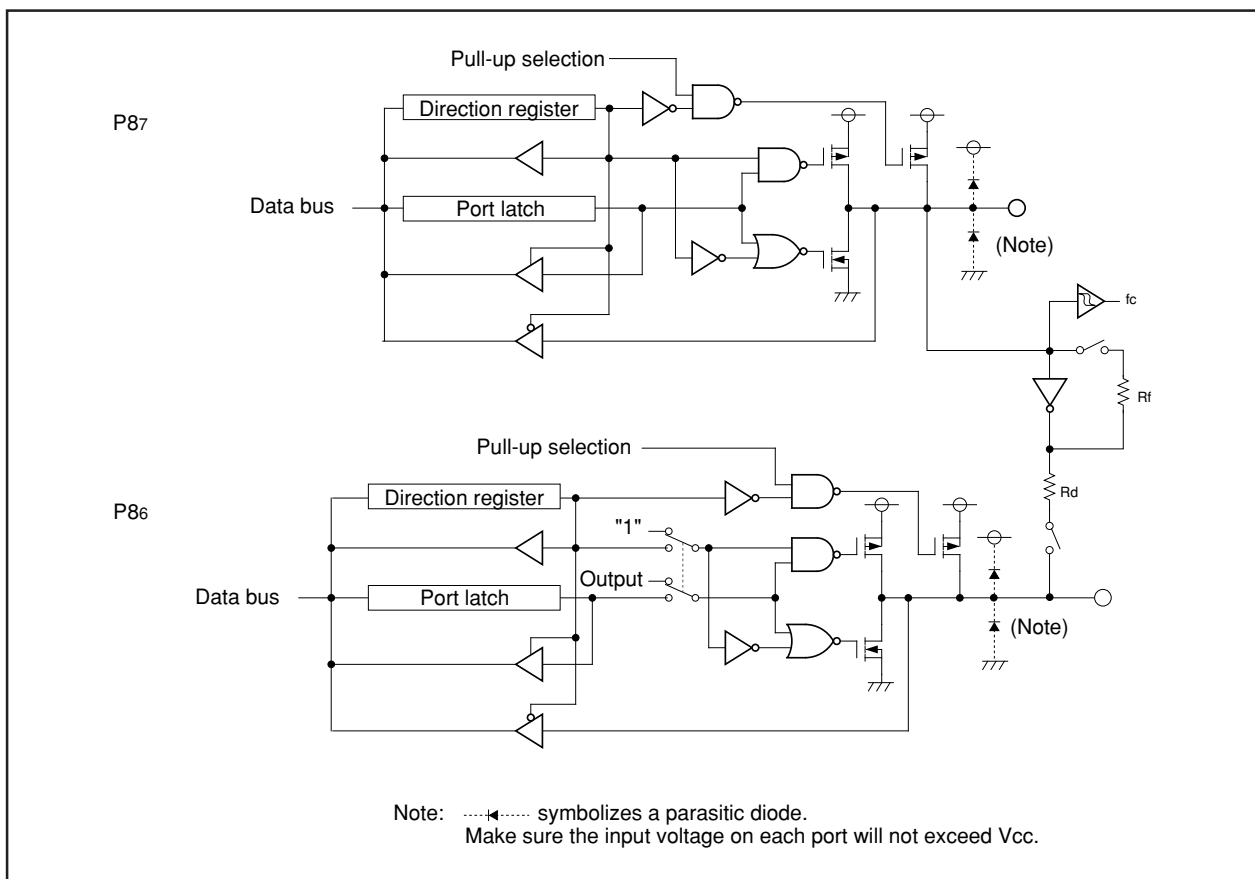 Pull-up selection
Direction register
P87
Data bus
Port latch
(Note)
fc
Rf
Pull-up selection
Rd
Direction register
P86
"1"
Output
Data bus
Port latch
(Note)
Note: symbolizes a parasitic diode.
Make sure the input voltage on each port will not exceed Vcc.